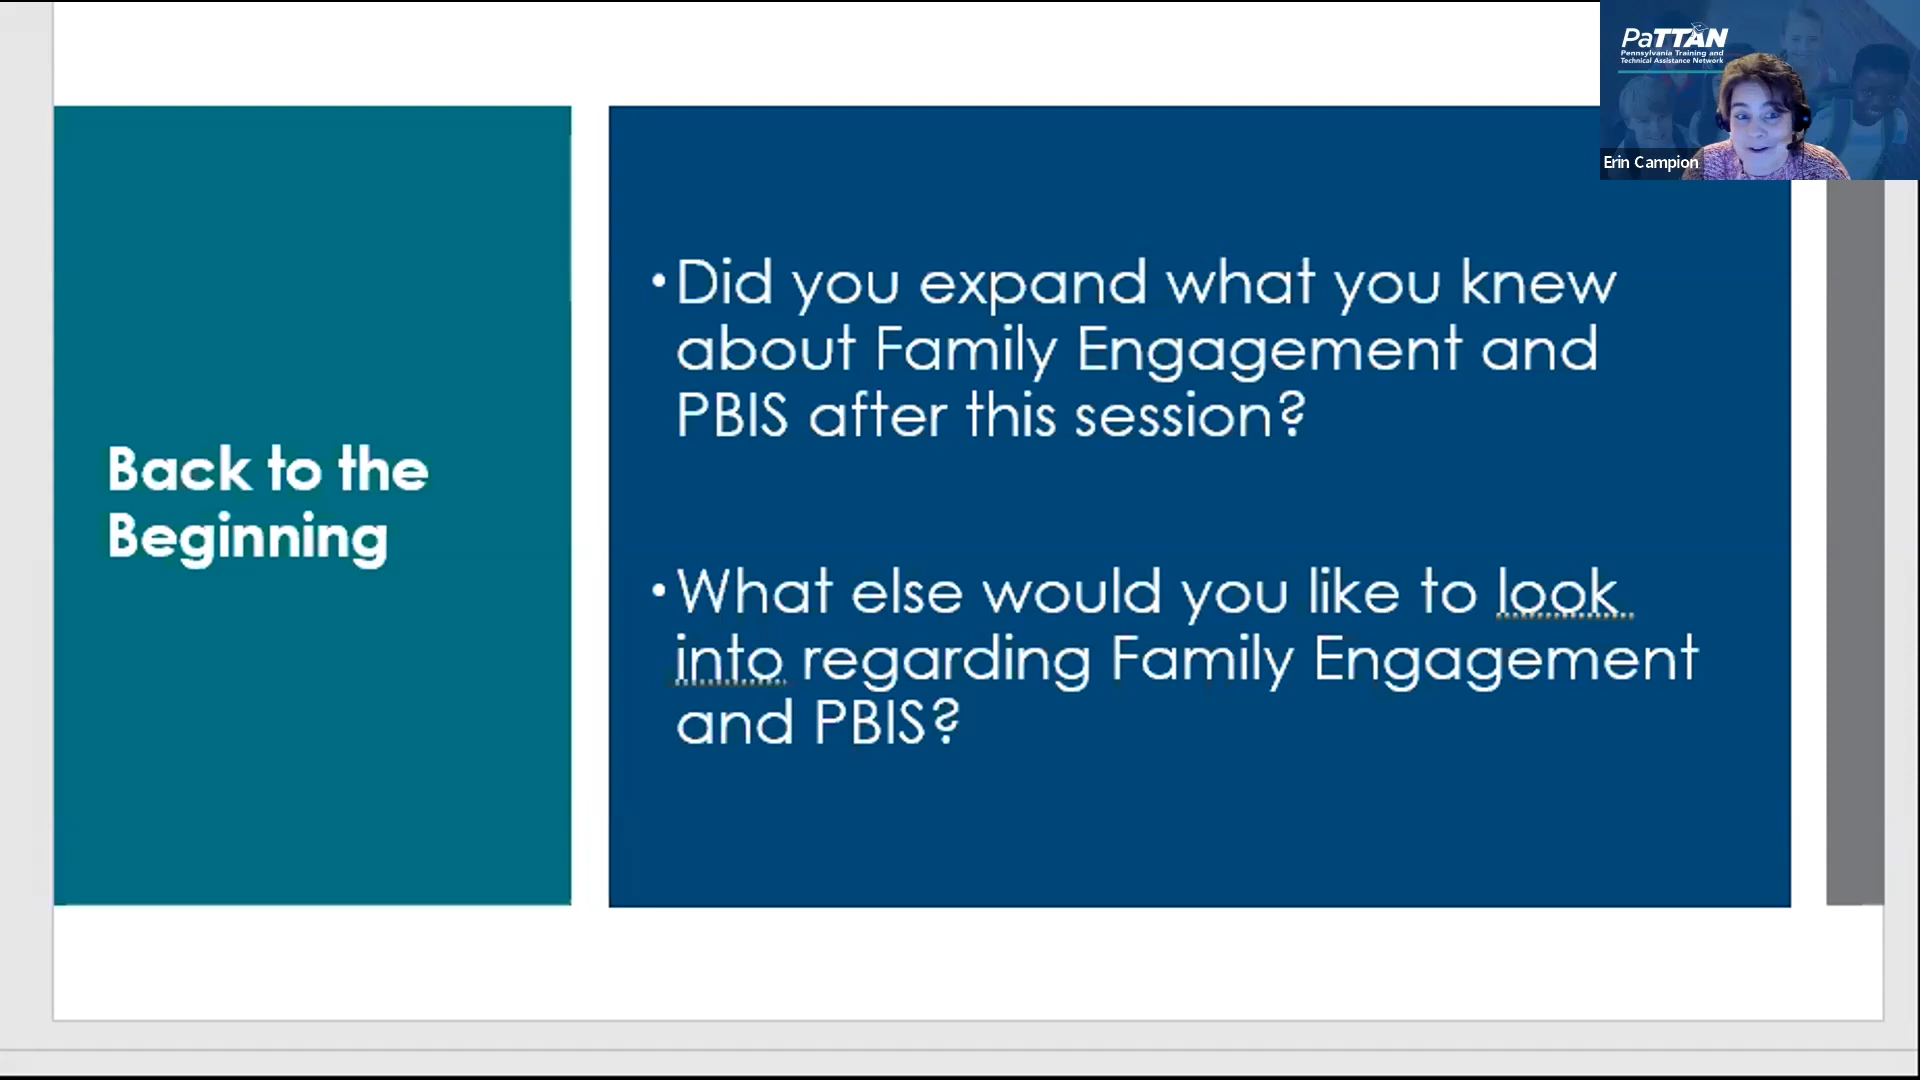 PaTTAN
Pennsylvania Training and
Technical Assistance Network
Erin Campion
Back to the
Beginning
•Did you expand what you knew
about Family Engagement and
PBIS after this session?
•What else would you like to look
into regarding Family Engagement
and PBIS?